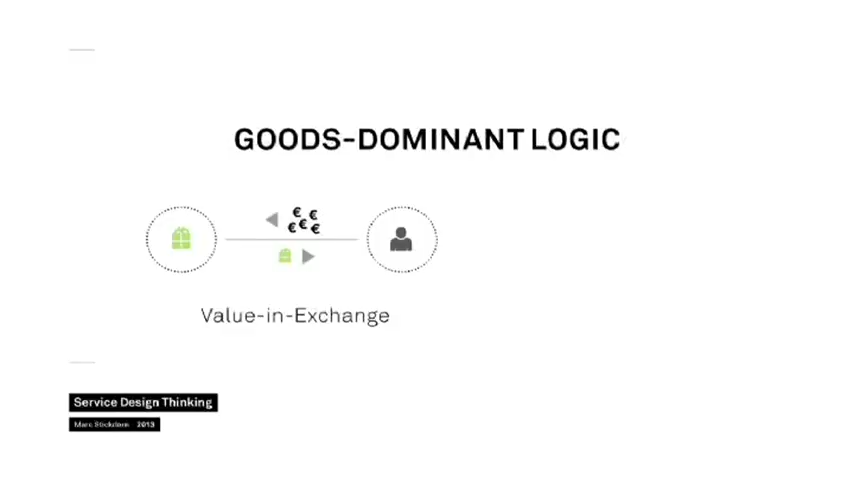 GOODS-DOMINANT LOGIC
€ €
€ € €
Value-in-Exchange
Service Design Thinking
Marc Stickdorn 2013